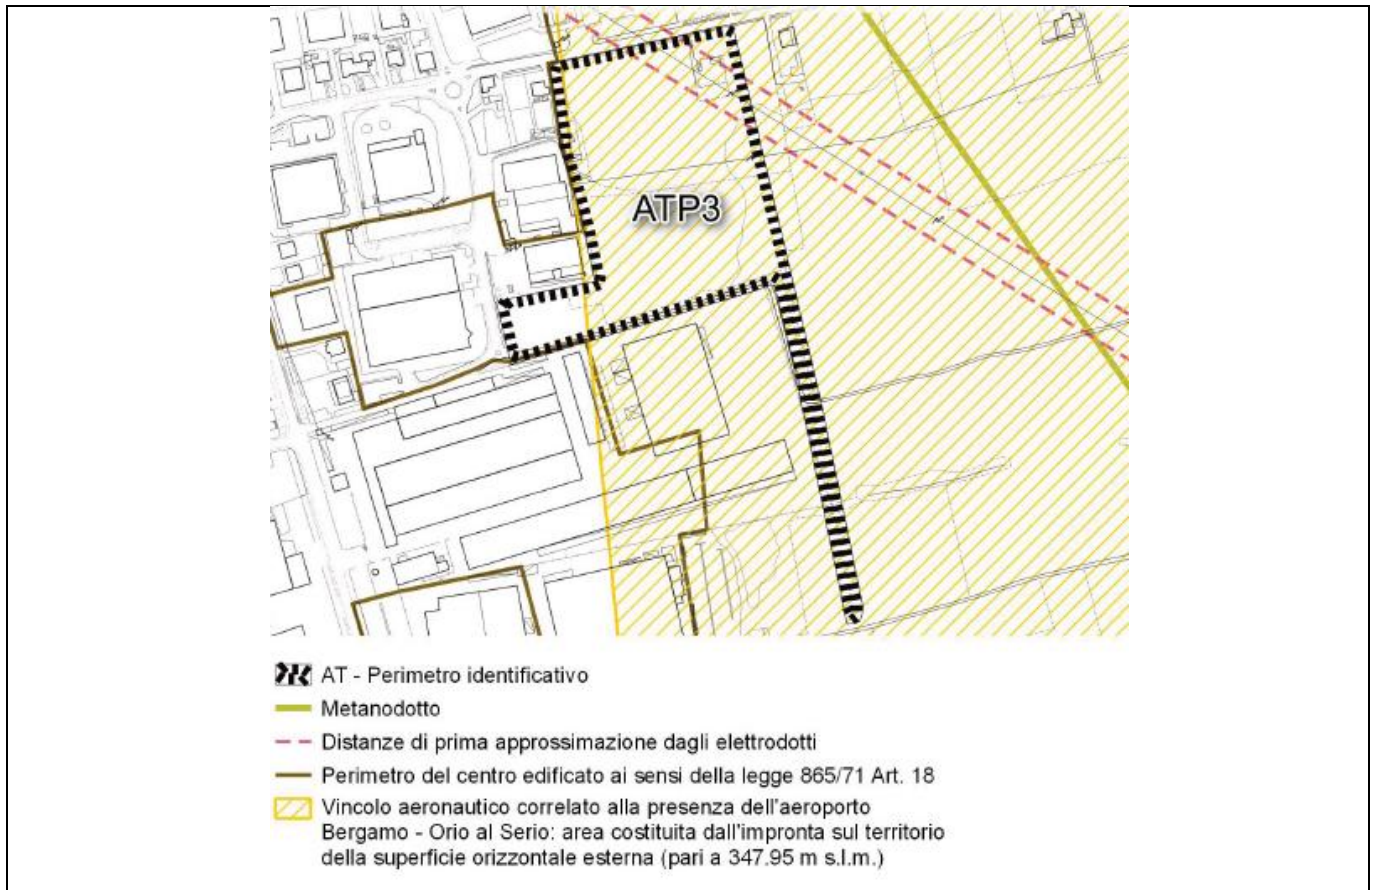 ATP3
AT - Perimetro identificativo
Metanodotto
Distanze di prima approssimazione dagli elettrodotti
Perimetro del centro edificato ai sensi della legge 865/71 Art. 18
Vincolo aeronautico correlato alla presenza dell'aeroporto
Bergamo - Orio al Serio: area costituita dall'impronta sul territorio
della superficie orizzontale esterna (pari a 347.95 m s.l.m.)